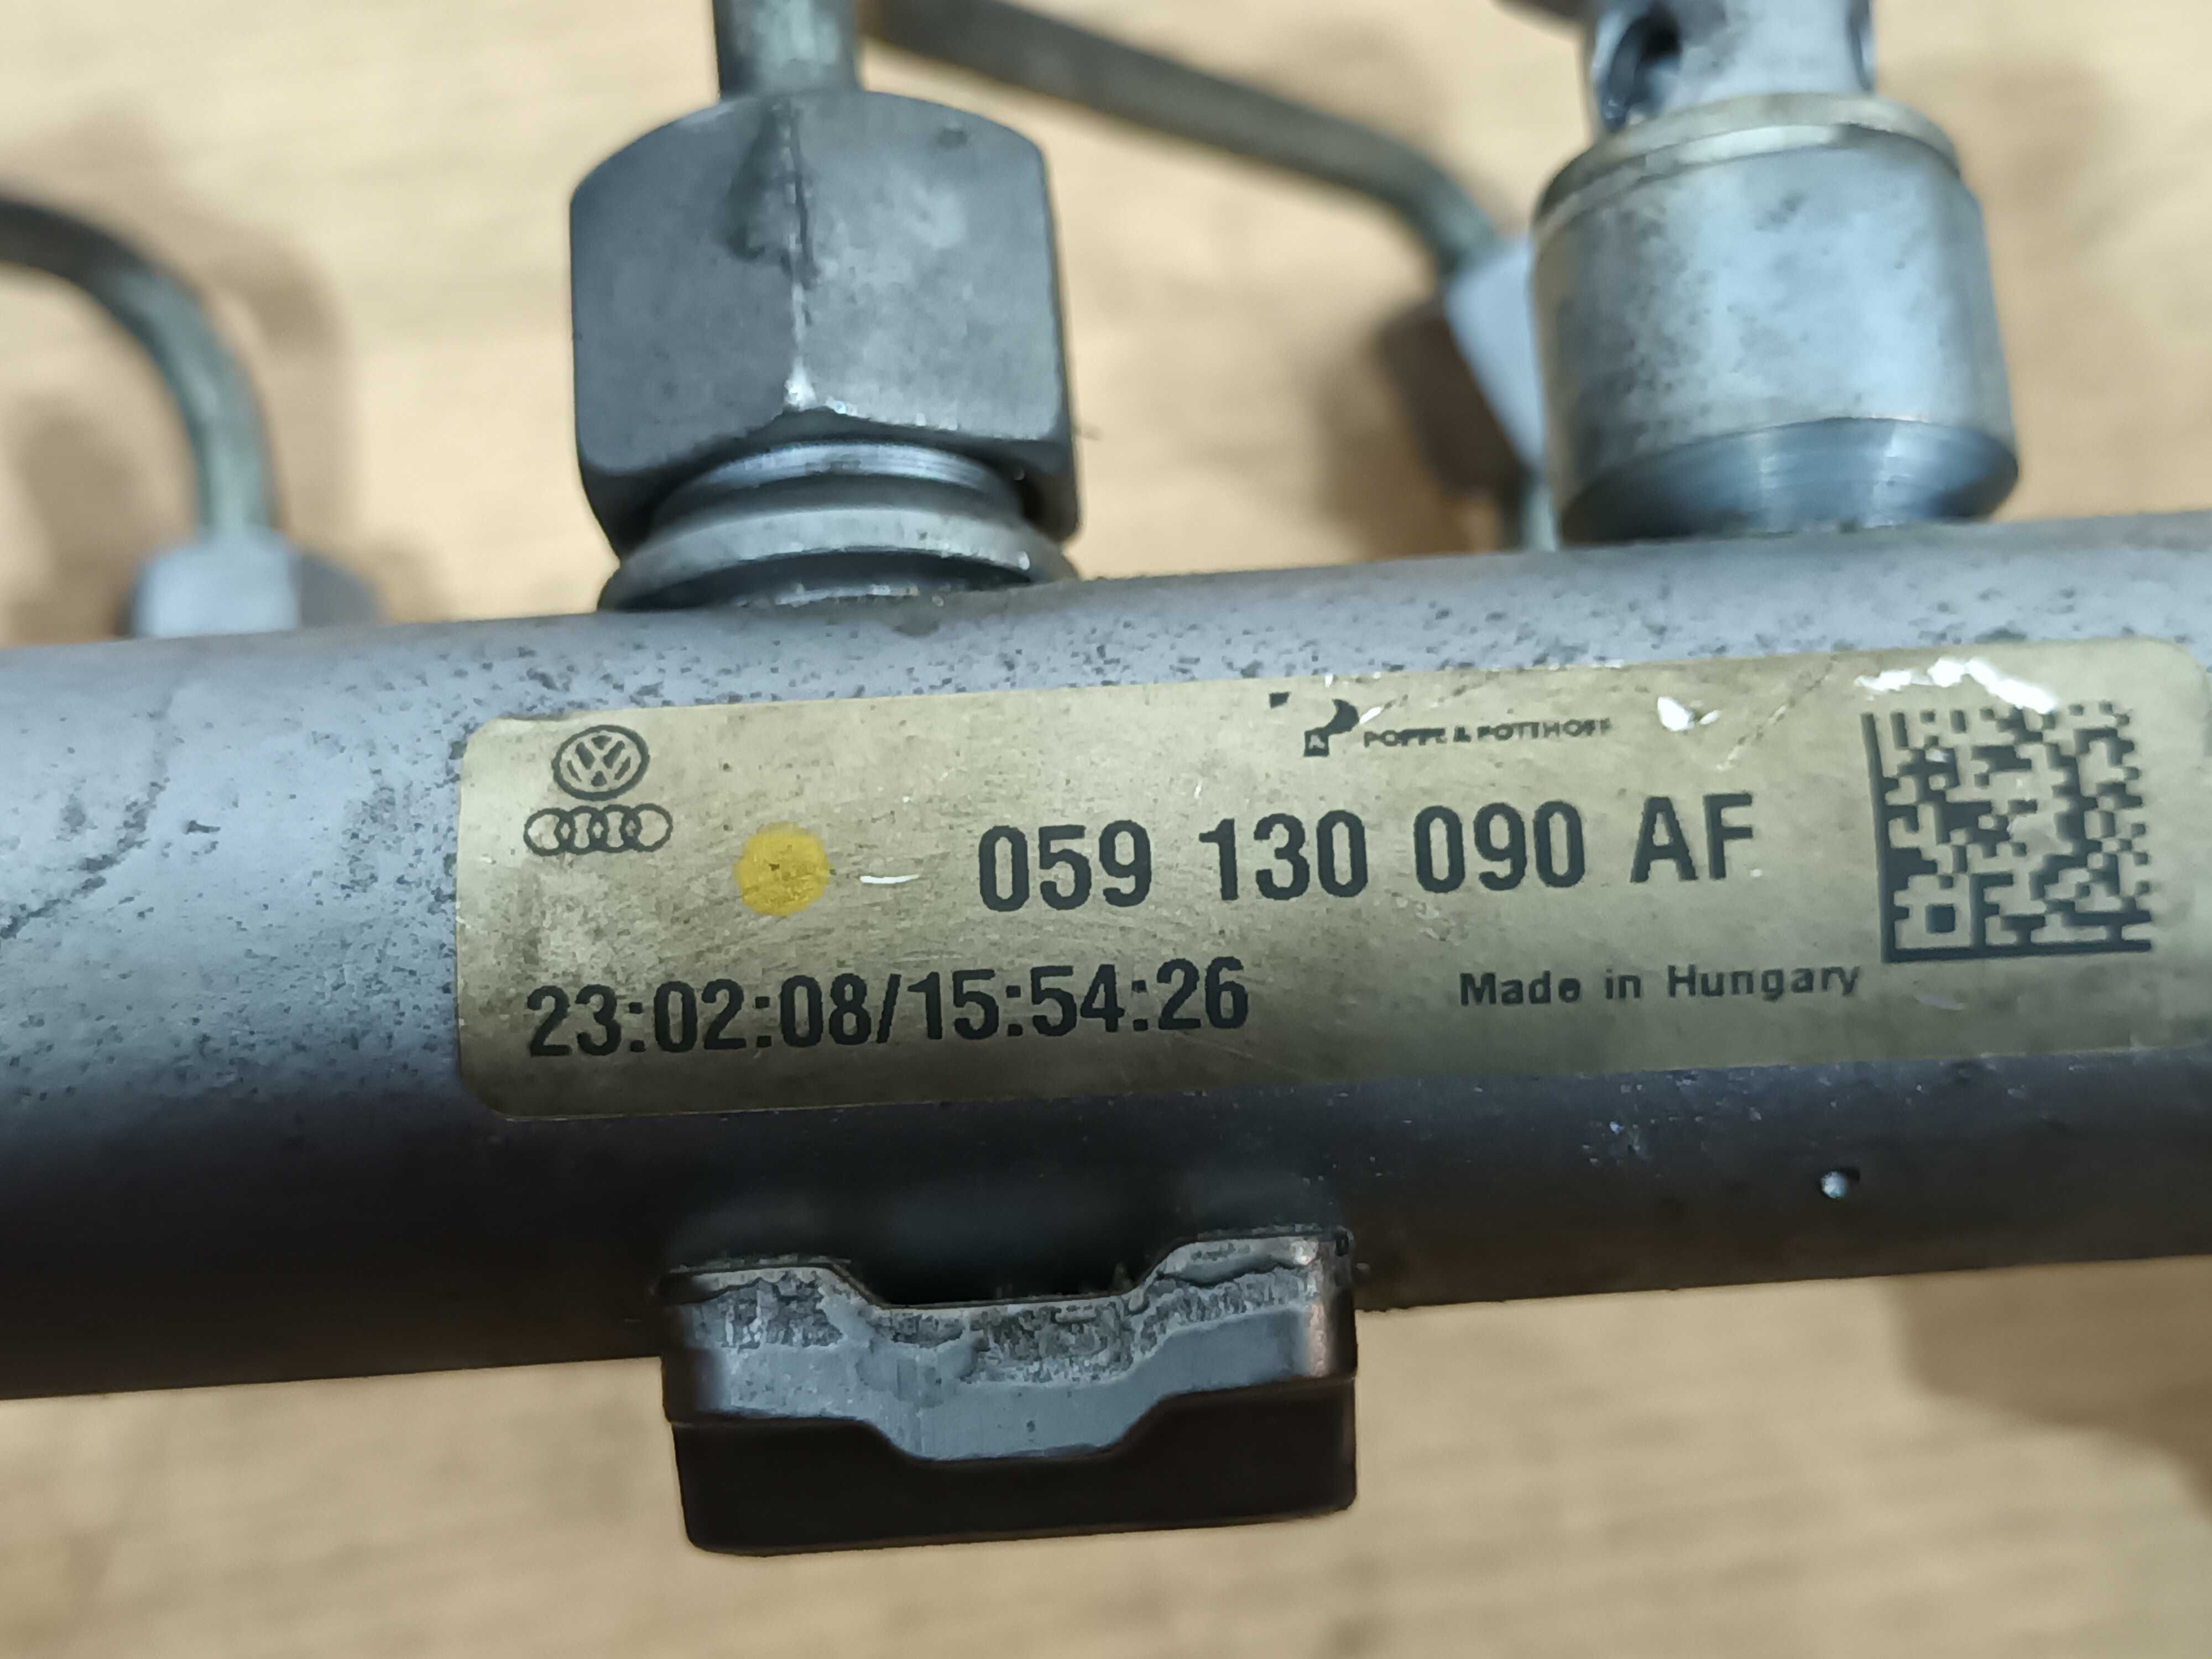 POPPE & POTTHOFF
059 130 090 AF
23:02:08/15:54:26
Made in Hungary